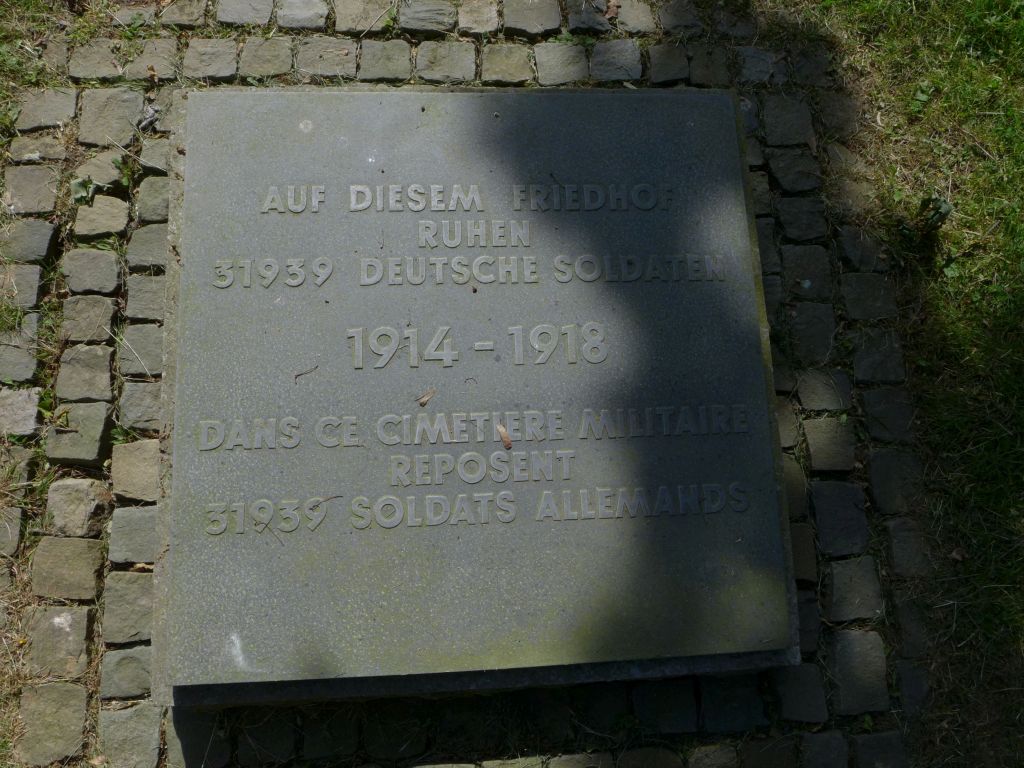 AUF DIESEM FRIEDHOF
RUHEN
31939 DEUTSCHE SOLDATEN
1914 - 1918
DANS CE CIMETIERE MILITAIRE
REPOSENT
31939 SOLDATS ALLEMANDS